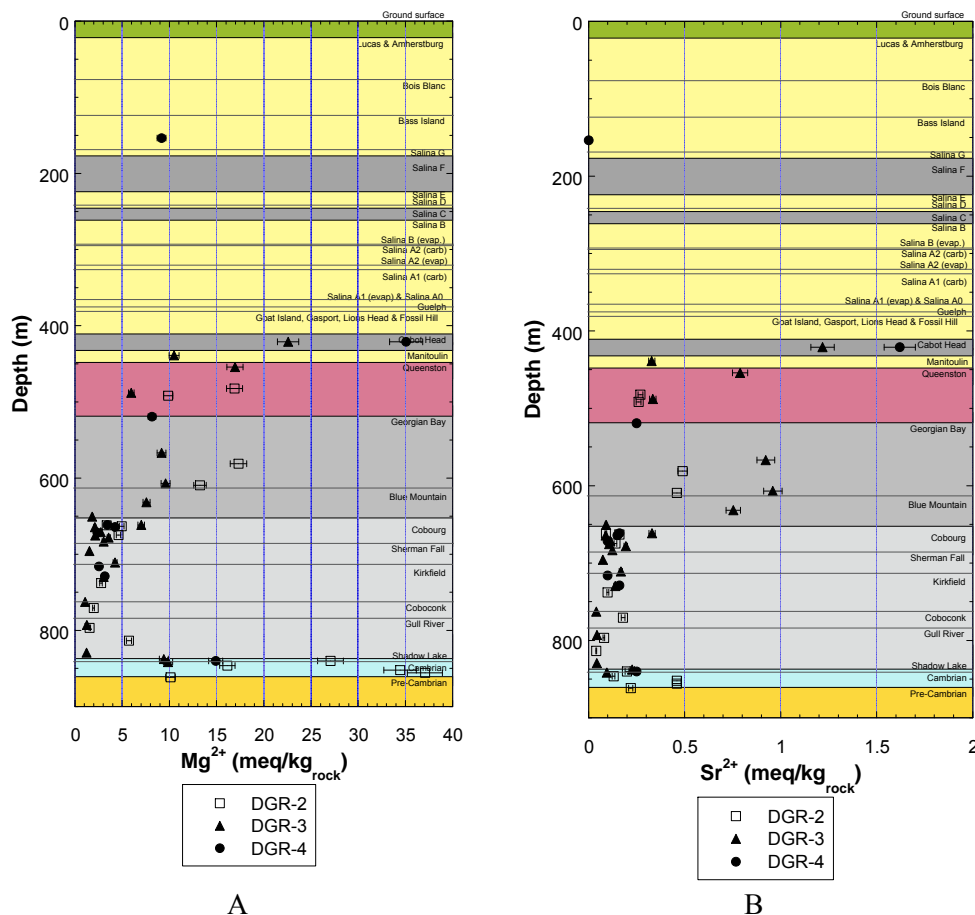 Ground surface
Lucas & Amherstburg
Bois Blanc
Bass Island
Salina G
Salina F
Salina E
Salina D
Salina C
Salina B
Salina B (evap.)
Salina A2 (carb)
Salina A2 (evap)
Salina A1 (carb)
Salina A1 (evap) & Salina A0
Guelph
Goat Island, Gasport, Lions Head & Fossil Hill
Cabot Head
Manitoulin
Queenston
Georgian Bay
Blue Mountain
Cobourg
Sherman Fall
Kirkfield
Coboconk
Gull River
Shadow Lake
Cambrian
Pre-Cambrian
0
200
400
600
800
Depth (m)
0 5 10 15 20 25 30 35 40
Mg2+ (meq/kgrock)
DGR-2
DGR-3
DGR-4
A
Ground surface
Lucas & Amherstburg
Bois Blanc
Bass Island
Salina G
Salina F
Salina E
Salina D
Salina C
Salina B
Salina B (evap.)
Salina A2 (carb)
Salina A2 (evap)
Salina A1 (carb)
Salina A1 (evap) & Salina A0
Guelph
Goat Island, Gasport, Lions Head & Fossil Hill
Cabot Head
Manitoulin
Queenston
Georgian Bay
Blue Mountain
Cobourg
Sherman Fall
Kirkfield
Coboconk
Gull River
Shadow Lake
Cambrian
Pre-Cambrian
0
200
400
600
800
Depth (m)
0 0.5 1 1.5 2
Sr2+ (meq/kgrock)
DGR-2
DGR-3
DGR-4
B